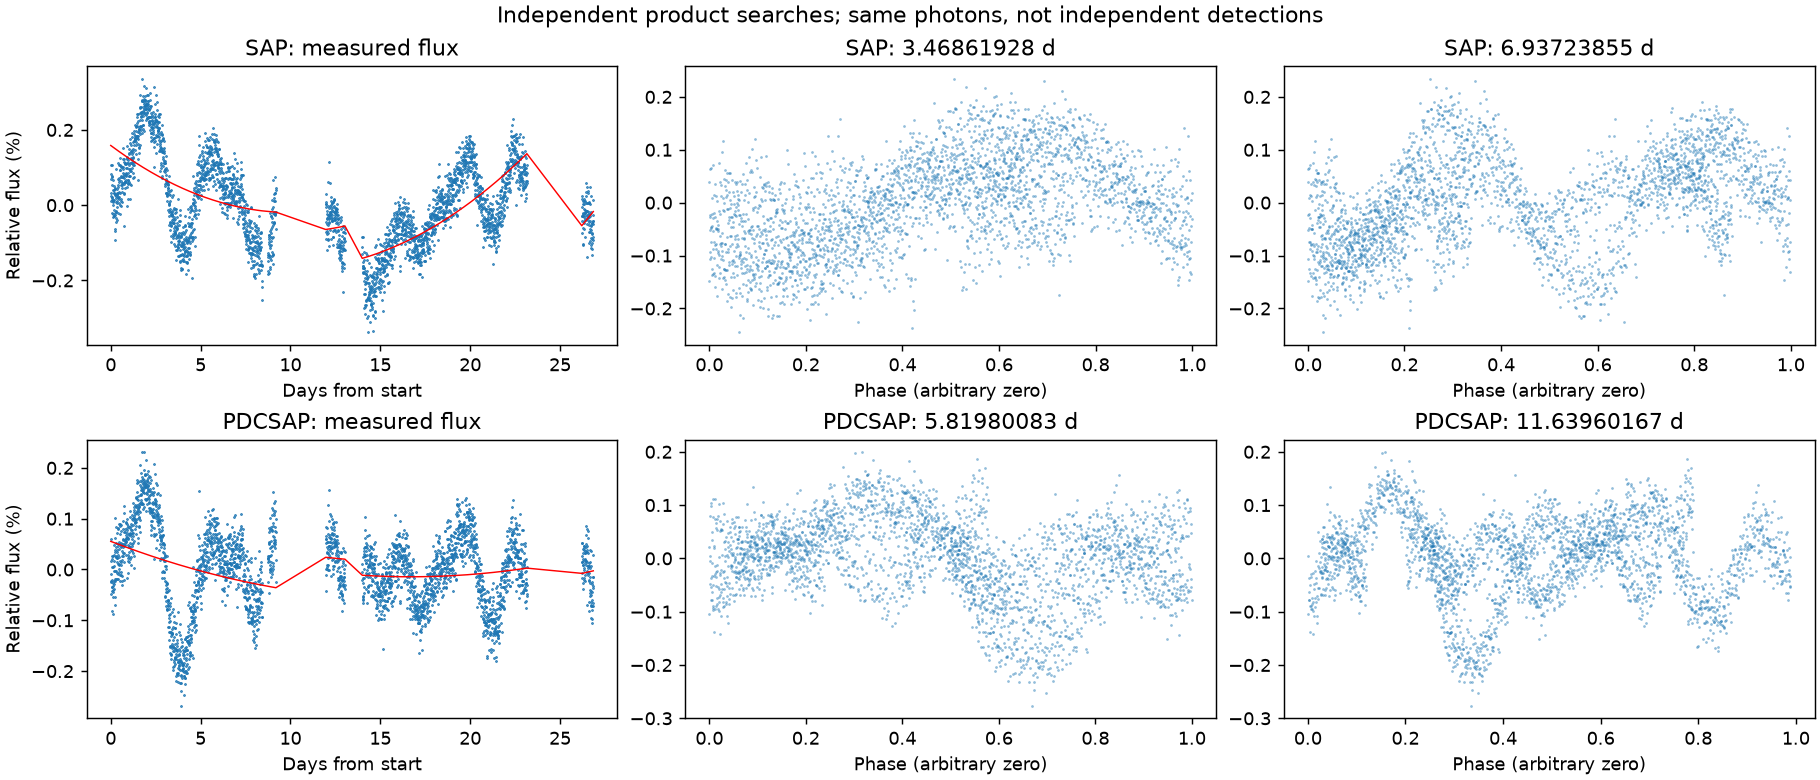 Independent product searches; same photons, not independent detections
SAP: measured flux
SAP: 3.46861928 d
SAP: 6.93723855 d
Relative flux (%)
0.2
0.0
−0.2
0 5 10 15 20 25
Days from start
0.2
0.1
0.0
−0.1
−0.2
0.0 0.2 0.4 0.6 0.8 1.0
Phase (arbitrary zero)
0.2
0.1
0.0
−0.1
−0.2
0.0 0.2 0.4 0.6 0.8 1.0
Phase (arbitrary zero)
PDCSAP: measured flux
PDCSAP: 5.81980083 d
PDCSAP: 11.63960167 d
Relative flux (%)
0.2
0.1
0.0
−0.1
−0.2
0 5 10 15 20 25
Days from start
0.2
0.1
0.0
−0.1
−0.2
−0.3
0.0 0.2 0.4 0.6 0.8 1.0
Phase (arbitrary zero)
0.2
0.1
0.0
−0.1
−0.2
−0.3
0.0 0.2 0.4 0.6 0.8 1.0
Phase (arbitrary zero)